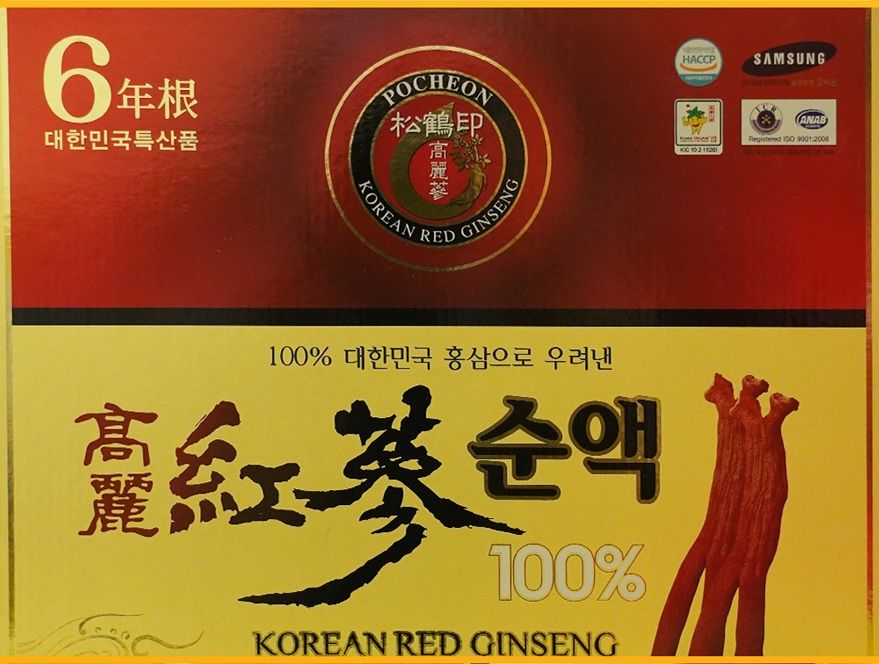 6年根
대한민국특산품
POCHEON
松鶴印
高麗蔘
KOREAN RED GINSENG
HACCP
SAMSUNG
ICR
ANAB
Registered ISO 9001:2008
100% 대한민국 홍삼으로 우려낸
高麗紅蔘순액
100%
KOREAN RED GINSENG